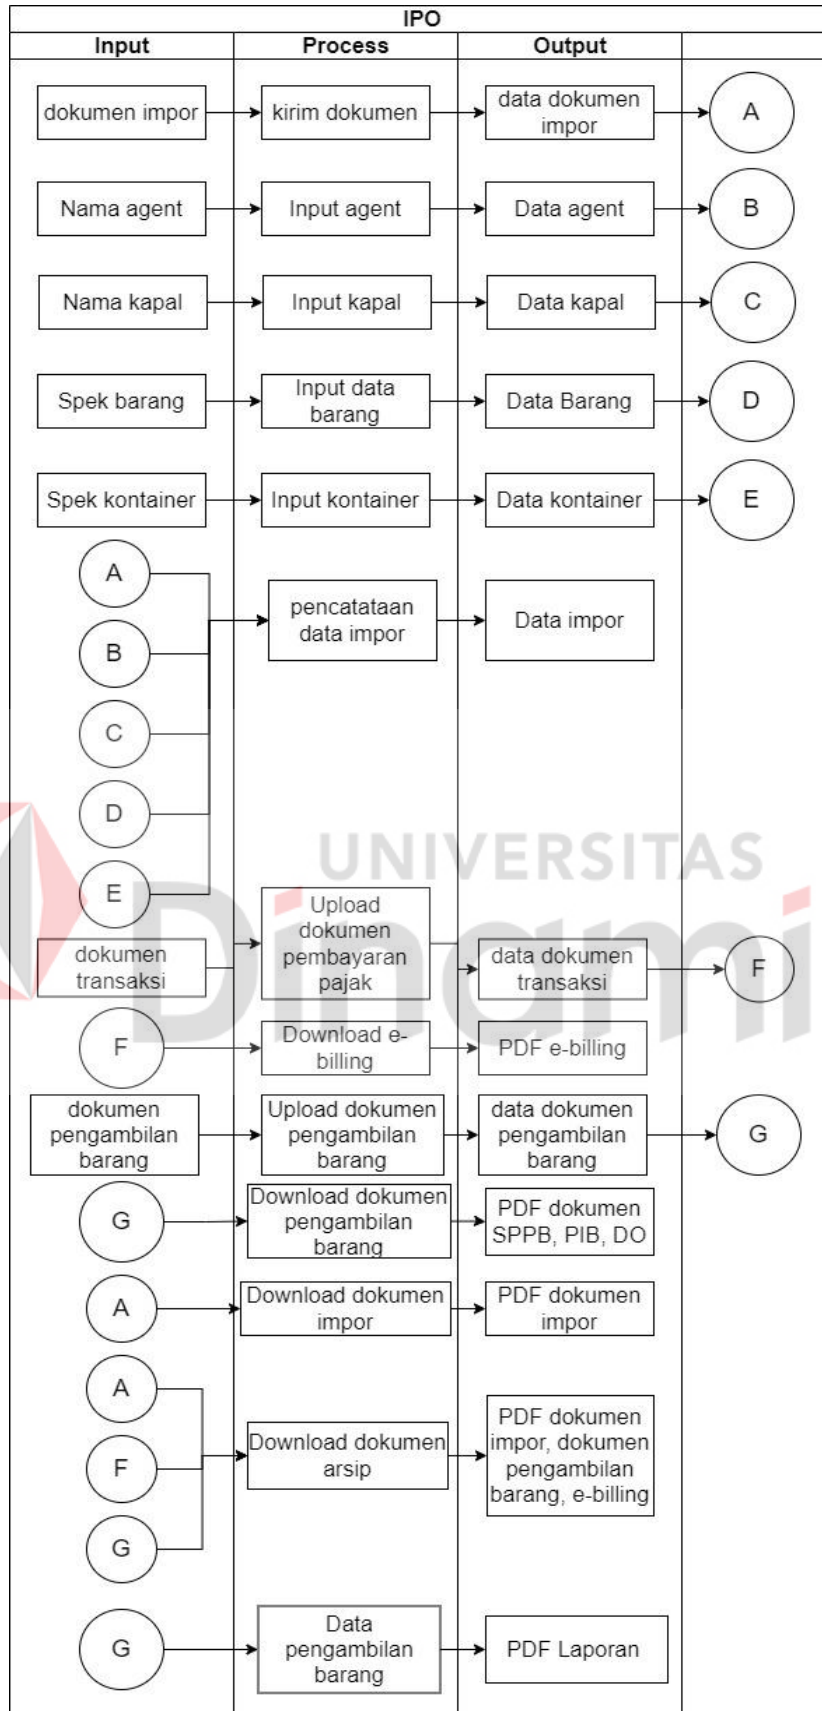 IPO
Input Process Output
dokumen impor
kirim dokumen
data dokumen
impor
A
Nama agent
Input agent
Data agent
B
Nama kapal
Input kapal
Data kapal
C
Spek barang
Input data
barang
Data Barang
D
Spek kontainer
Input kontainer
Data kontainer
E
A
B
C
D
E
pencatataan
data impor
Data impor
UNIVERSITAS
Dinami
dokumen
transaksi
Upload
dokumen
pembayaran
pajak
data dokumen
transaksi
F
F
Download e-
billing
PDF e-billing
dokumen
pengambilan
barang
Upload dokumen
pengambilan
barang
data dokumen
pengambilan
barang
G
G
Download dokumen
pengambilan
barang
PDF dokumen
SPPB, PIB, DO
A
Download dokumen
impor
PDF dokumen
impor
A
F
G
Download dokumen
arsip
PDF dokumen
impor, dokumen
pengambilan
barang, e-billing
G
Data
pengambilan
barang
PDF Laporan